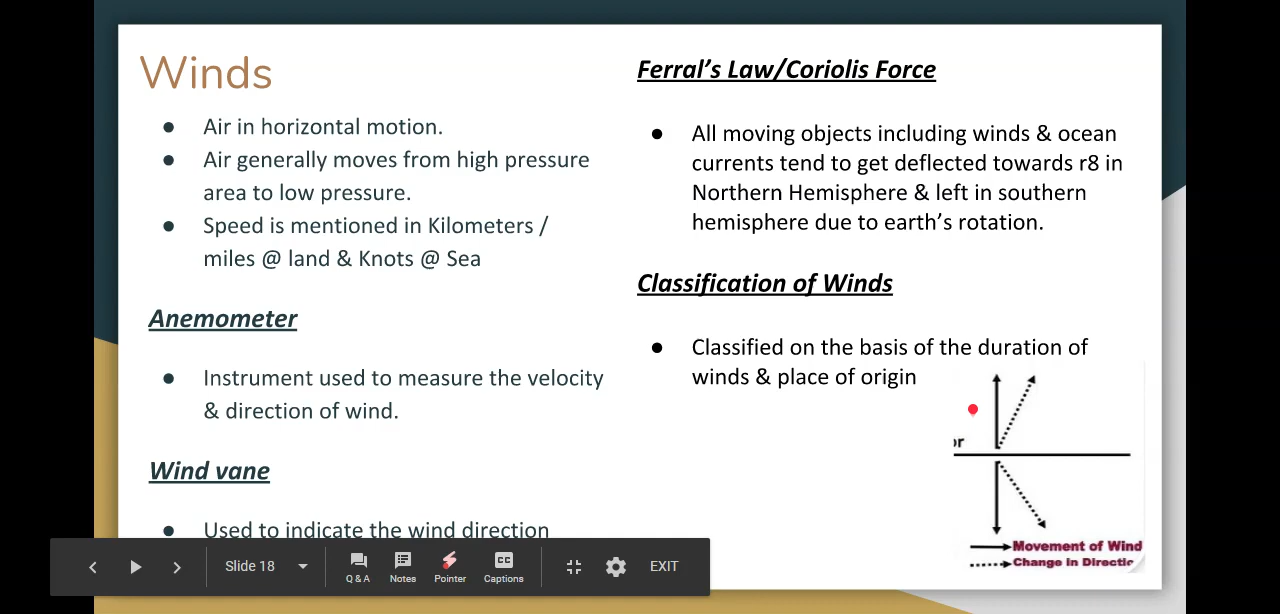 Winds
● Air in horizontal motion.
● Air generally moves from high pressure
area to low pressure.
● Speed is mentioned in Kilometers /
miles @ land & Knots @ Sea
Anemometer
● Instrument used to measure the velocity
& direction of wind.
Wind vane
● Used to indicate the wind direction
Ferral's Law/Coriolis Force
● All moving objects including winds & ocean
currents tend to get deflected towards r8 in
Northern Hemisphere & left in southern
hemisphere due to earth's rotation.
Classification of Winds
● Classified on the basis of the duration of
winds & place of origin
or
Movement of Wind
Change in Directic
Slide 18
Q & A
Notes
Pointer
CC
Captions
EXIT